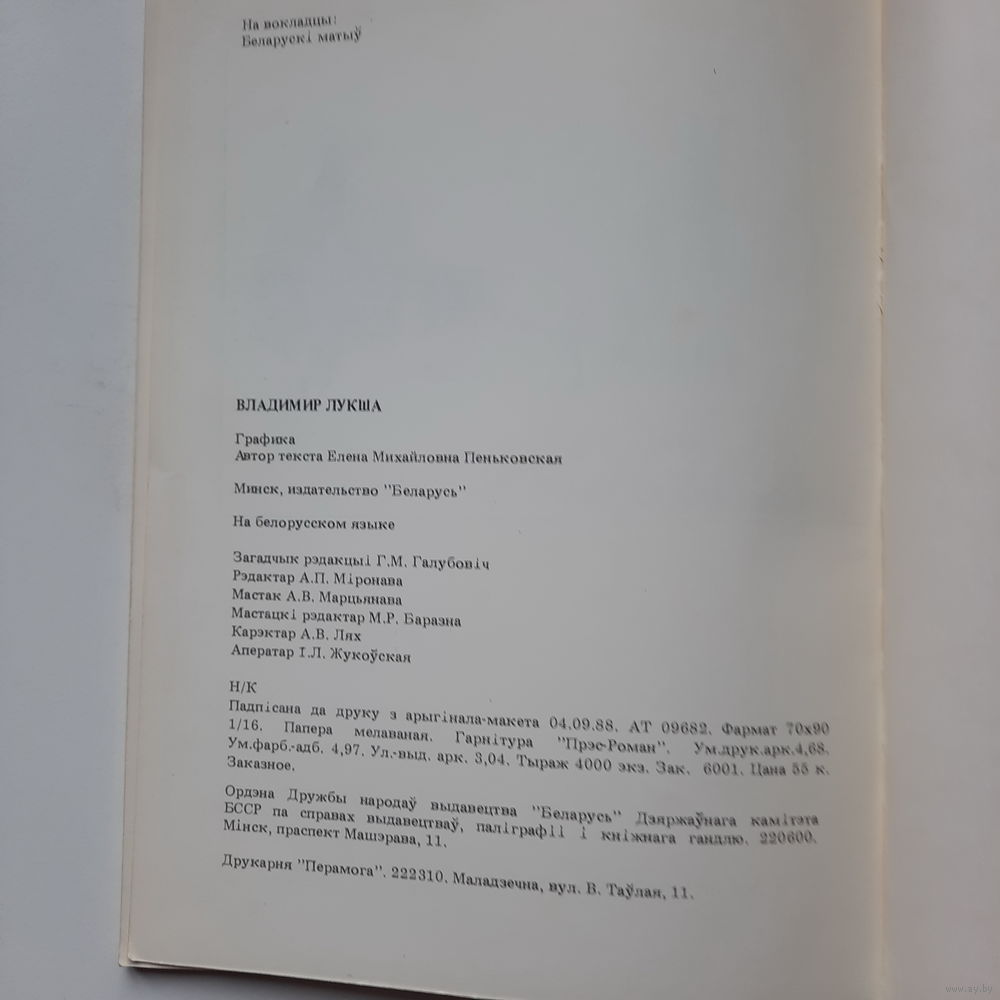 На вокладцы:
Беларускі матыў
ВЛАДИМИР ЛУКША
Графика
Автор текста Елена Михайловна Пеньковская
Минск, издательство "Беларусь"
На белорусском языке
Загадчык рэдакцыі Г.М. Галубовіч
Рэдактар А.П. Міронава
Мастак А.В. Марцьянава
Мастацкі рэдактар М.Р. Баразна
Карэктар А.В. Лях
Аператар І.Л. Жукоўская
Н/К
Падпісана да друку з арыгінала-макета 04.09.88. АТ 09682. Фармат 70х90
1/16. Папера мелаваная. Гарнітура "Прэс-Роман". Ум.друк.арк.4,68.
Ум.фарб.-адб. 4,97. Ул.-выд. арк. 3,04. Тыраж 4000 экз. Зак. 6001. Цана 55 к.
Заказное.
Ордэна Дружбы народаў выдавецтва "Беларусь" Дзяржаўнага камітэта
БССР па справах выдавецтваў, паліграфіі і кніжнага гандлю. 220600.
Мінск, праспект Машэрава, 11.
Друкарня "Перамога". 222310. Маладзечна, вул. В. Таўлая, 11.
www.ay.by